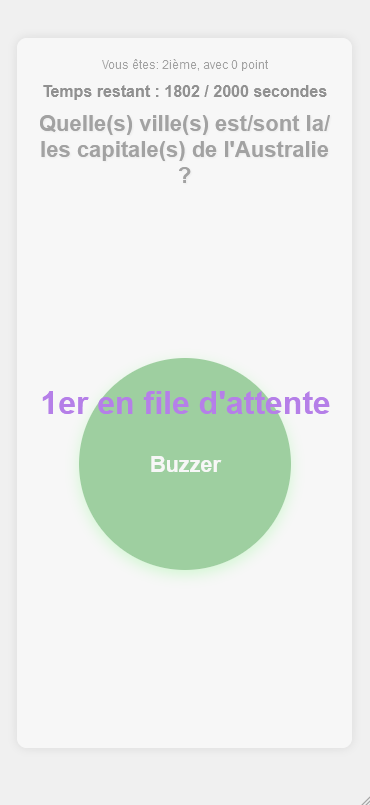 Vous êtes: 2ième, avec 0 point
Temps restant : 1802 / 2000 secondes
Quelle(s) ville(s) est/sont la/
les capitale(s) de l'Australie
?
1er en file d'attente
Buzzer